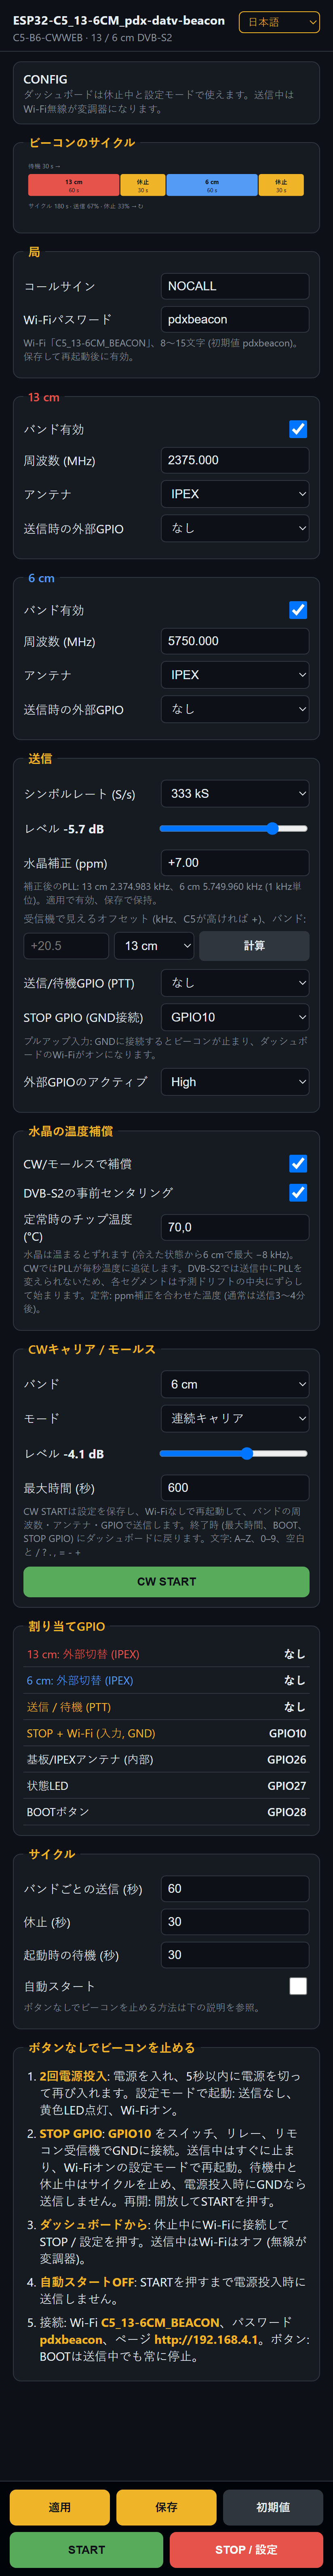 ESP32-C5_13-6CM_pdx-datv-beacon
日本語
C5-B6-CWWEB · 13 / 6 cm DVB-S2
CONFIG
ダッシュボードは休止中と設定モードで使えます。送信中は
Wi-Fi無線が変調器になります。
ビーコンのサイクル
待機 30 s →
13 cm
60 s
休止
30 s
6 cm
60 s
休止
30 s
サイクル 180 s · 送信 67% · 休止 33% → ↻
局
コールサイン
NOCALL
Wi-Fiパスワード
pdxbeacon
Wi-Fi「C5_13-6CM_BEACON」、8〜15文字 (初期値 pdxbeacon)。
保存して再起動後に有効。
13 cm
バンド有効
周波数 (MHz)
2375.000
アンテナ
IPEX
送信時の外部GPIO
なし
6 cm
バンド有効
周波数 (MHz)
5750.000
アンテナ
IPEX
送信時の外部GPIO
なし
送信
シンボルレート (S/s)
333 kS
レベル -5.7 dB
水晶補正 (ppm)
+7.00
補正後のPLL: 13 cm 2.374.983 kHz、6 cm 5.749.960 kHz (1 kHz単
位)。適用で有効、保存で保持。
受信機で見えるオフセット (kHz、C5が高ければ +)、バンド:
+20.5
13 cm
計算
送信/待機GPIO (PTT)
なし
STOP GPIO (GND接続)
GPIO10
プルアップ入力: GNDに接続するとビーコンが止まり、ダッシュボ
ードのWi-Fiがオンになります。
外部GPIOのアクティブ
High
水晶の温度補償
CW/モールスで補償
DVB-S2の事前センタリング
定常時のチップ温度
(°C)
70,0
水晶は温まるとずれます (冷えた状態から6 cmで最大 ~8 kHz)。
CWではPLLが毎秒温度に追従します。DVB-S2では送信中にPLLを
変えられないため、各セグメントは予測ドリフトの中央にずらし
て始まります。定常: ppm補正を合わせた温度 (通常は送信3〜4分
後)。
CWキャリア / モールス
バンド
6 cm
モード
連続キャリア
レベル -4.1 dB
最大時間 (秒)
600
CW STARTは設定を保存し、Wi-Fiなしで再起動して、バンドの周
波数・アンテナ・GPIOで送信します。終了時 (最大時間、BOOT、
STOP GPIO) にダッシュボードに戻ります。文字: A–Z、0–9、空白
と / ? . , = - +
CW START
割り当てGPIO
13 cm: 外部切替 (IPEX)
なし
6 cm: 外部切替 (IPEX)
なし
送信 / 待機 (PTT)
なし
STOP + Wi-Fi (入力, GND)
GPIO10
基板/IPEXアンテナ (内部)
GPIO26
状態LED
GPIO27
BOOTボタン
GPIO28
サイクル
バンドごとの送信 (秒)
60
休止 (秒)
30
起動時の待機 (秒)
30
自動スタート
ボタンなしでビーコンを止める方法は下の説明を参照。
ボタンなしでビーコンを止める
1. 2回電源投入: 電源を入れ、5秒以内に電源を切っ
て再び入れます。設定モードで起動: 送信なし、
黄色LED点灯、Wi-Fiオン。
2. STOP GPIO: GPIO10 をスイッチ、リレー、リモ
コン受信機でGNDに接続。送信中はすぐに止ま
り、Wi-Fiオンの設定モードで再起動。待機中と
休止中はサイクルを止め、電源投入時にGNDなら
送信しません。再開: 開放してSTARTを押す。
3. ダッシュボードから: 休止中にWi-Fiに接続して
STOP / 設定を押す。送信中はWi-Fiはオフ (無線が
変調器)。
4. 自動スタートOFF: STARTを押すまで電源投入時に
送信しません。
5. 接続: Wi-Fi C5_13-6CM_BEACON、パスワード
pdxbeacon、ページ http://192.168.4.1。ボタン:
BOOTは送信中でも常に停止。
適用
保存
初期値
START
STOP / 設定